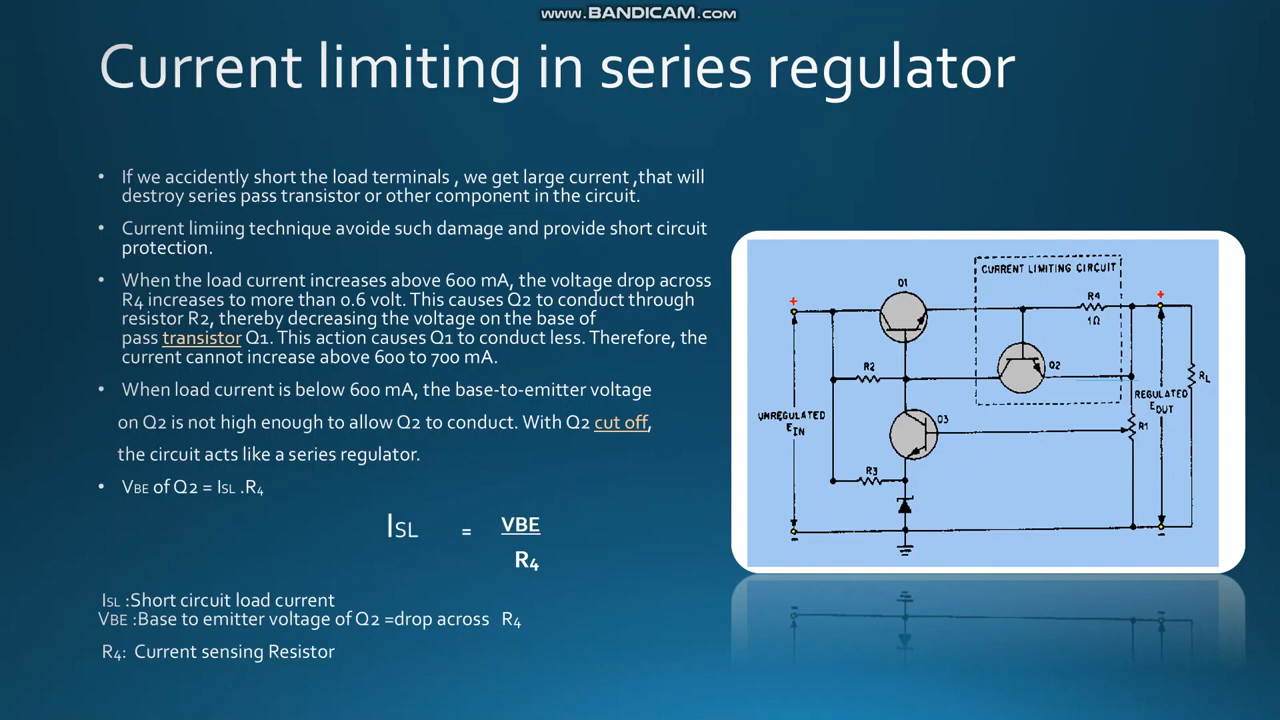 www.BANDICAM.com
Current limiting in series regulator
• If we accidently short the load terminals , we get large current ,that will
destroy series pass transistor or other component in the circuit.
• Current limiing technique avoide such damage and provide short circuit
protection.
• When the load current increases above 600 mA, the voltage drop across
R4 increases to more than 0.6 volt. This causes Q2 to conduct through
resistor R2, thereby decreasing the voltage on the base of
pass transistor Q1. This action causes Q1 to conduct less. Therefore, the
current cannot increase above 600 to 700 mA.
• When load current is below 600 mA, the base-to-emitter voltage
on Q2 is not high enough to allow Q2 to conduct. With Q2 cut off,
the circuit acts like a series regulator.
• VBE of Q2 = ISL .R4
ISL = VBE
R4
ISL :Short circuit load current
VBE :Base to emitter voltage of Q2 =drop across R4
R4: Current sensing Resistor
CURRENT LIMITING CIRCUIT
Q1
+
+
R4
1Ω
R2
Q2
RL
UNREGULATED
EIN
REGULATED
EOUT
Q3
R1
R3
-
-